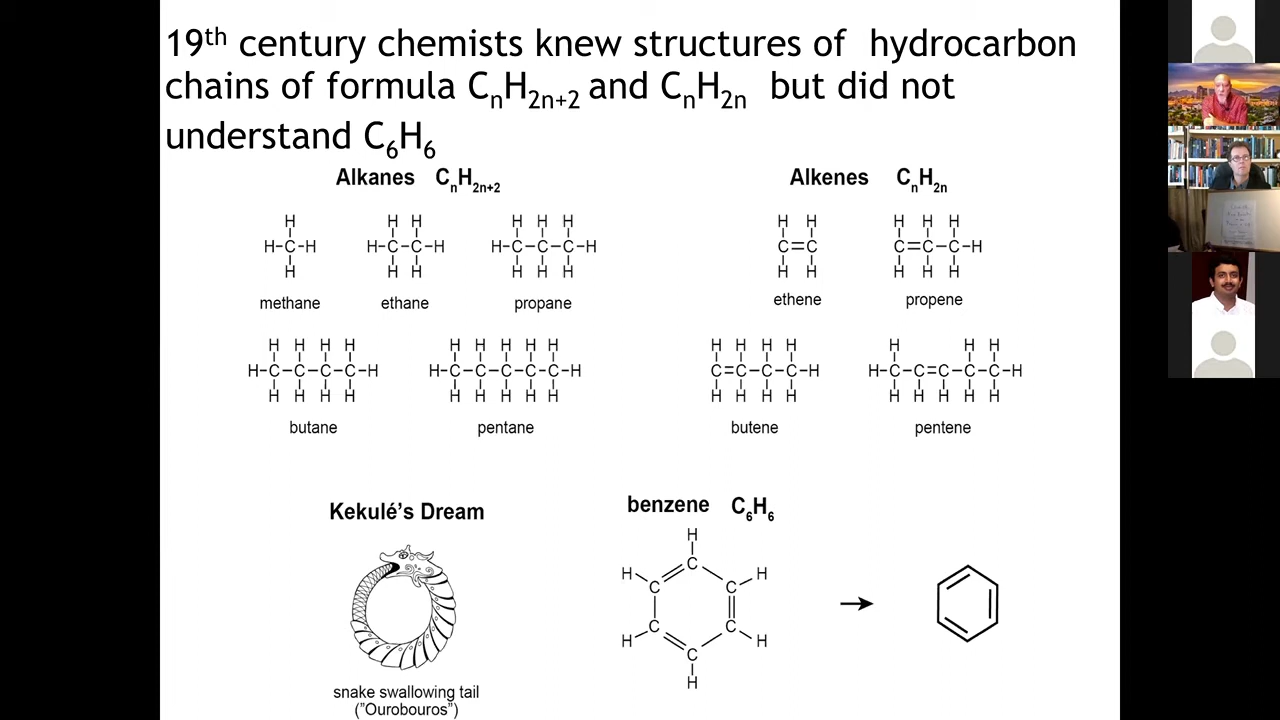 19th century chemists knew structures of hydrocarbon
chains of formula CnH2n+2 and CnH2n but did not
understand C6H6
Alkanes CnH2n+2
H
H-C-H
H
methane
H H
H-C-C-H
H H
ethane
H H H
H-C-C-C-H
H H H
propane
H H H H
H-C-C-C-C-H
H H H H
butane
H H H H H
H-C-C-C-C-C-H
H H H H H
pentane
Alkenes CnH2n
H H
C=C
H H
ethene
H H H
C=C-C-H
H H H
propene
H H H H
C=C-C-C-H
H H H H
butene
H H H
H-C-C=C-C-C-H
H H H H H
pentene
Kekulé's Dream
snake swallowing tail
("Ourobouros")
benzene C6H6
H
C
H C C H
H C C H
C
H